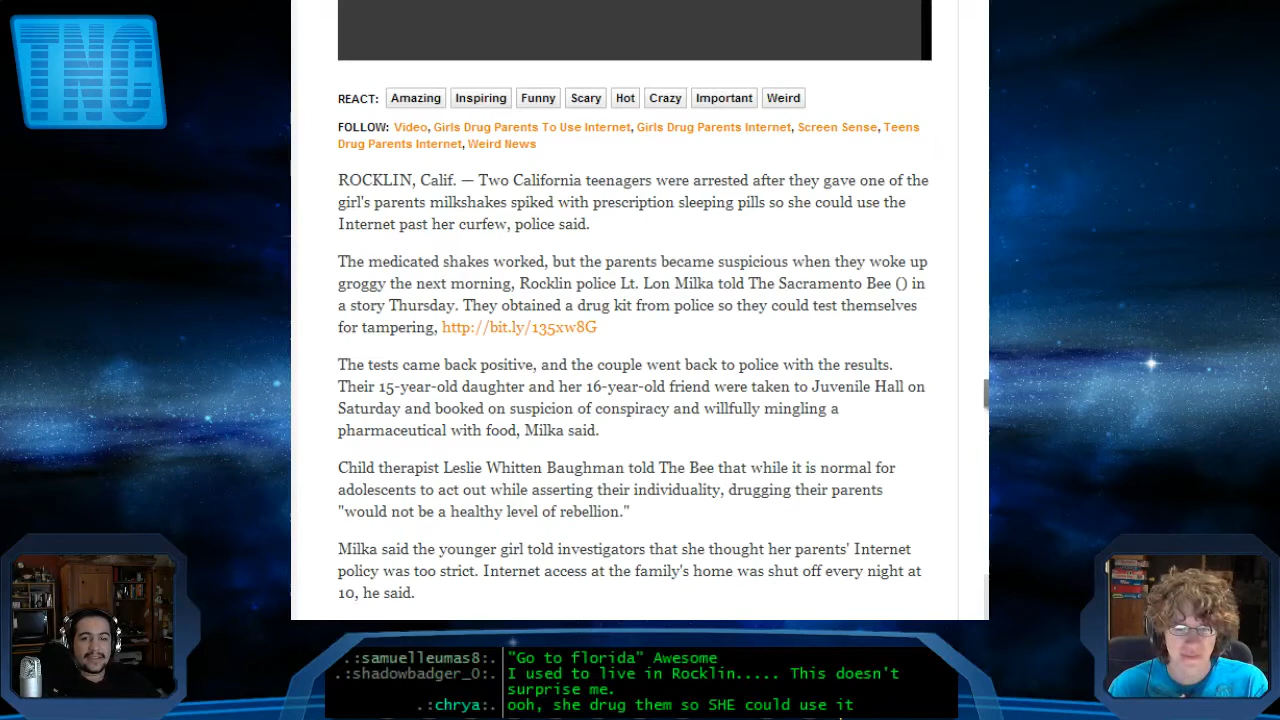 TNC
REACT: Amazing Inspiring Funny Scary Hot Crazy Important Weird
FOLLOW: Video, Girls Drug Parents To Use Internet, Girls Drug Parents Internet, Screen Sense, Teens
Drug Parents Internet, Weird News
ROCKLIN, Calif. — Two California teenagers were arrested after they gave one of the
girl's parents milkshakes spiked with prescription sleeping pills so she could use the
Internet past her curfew, police said.
The medicated shakes worked, but the parents became suspicious when they woke up
groggy the next morning, Rocklin police Lt. Lon Milka told The Sacramento Bee () in
a story Thursday. They obtained a drug kit from police so they could test themselves
for tampering, http://bit.ly/135xw8G
The tests came back positive, and the couple went back to police with the results.
Their 15-year-old daughter and her 16-year-old friend were taken to Juvenile Hall on
Saturday and booked on suspicion of conspiracy and willfully mingling a
pharmaceutical with food, Milka said.
Child therapist Leslie Whitten Baughman told The Bee that while it is normal for
adolescents to act out while asserting their individuality, drugging their parents
"would not be a healthy level of rebellion."
Milka said the younger girl told investigators that she thought her parents' Internet
policy was too strict. Internet access at the family's home was shut off every night at
10, he said.
.:samuelleumas8:. "Go to florida" Awesome
.:shadowbadger_0:. I used to live in Rocklin..... This doesn't
surprise me.
.:chrya:. ooh, she drug them so SHE could use it